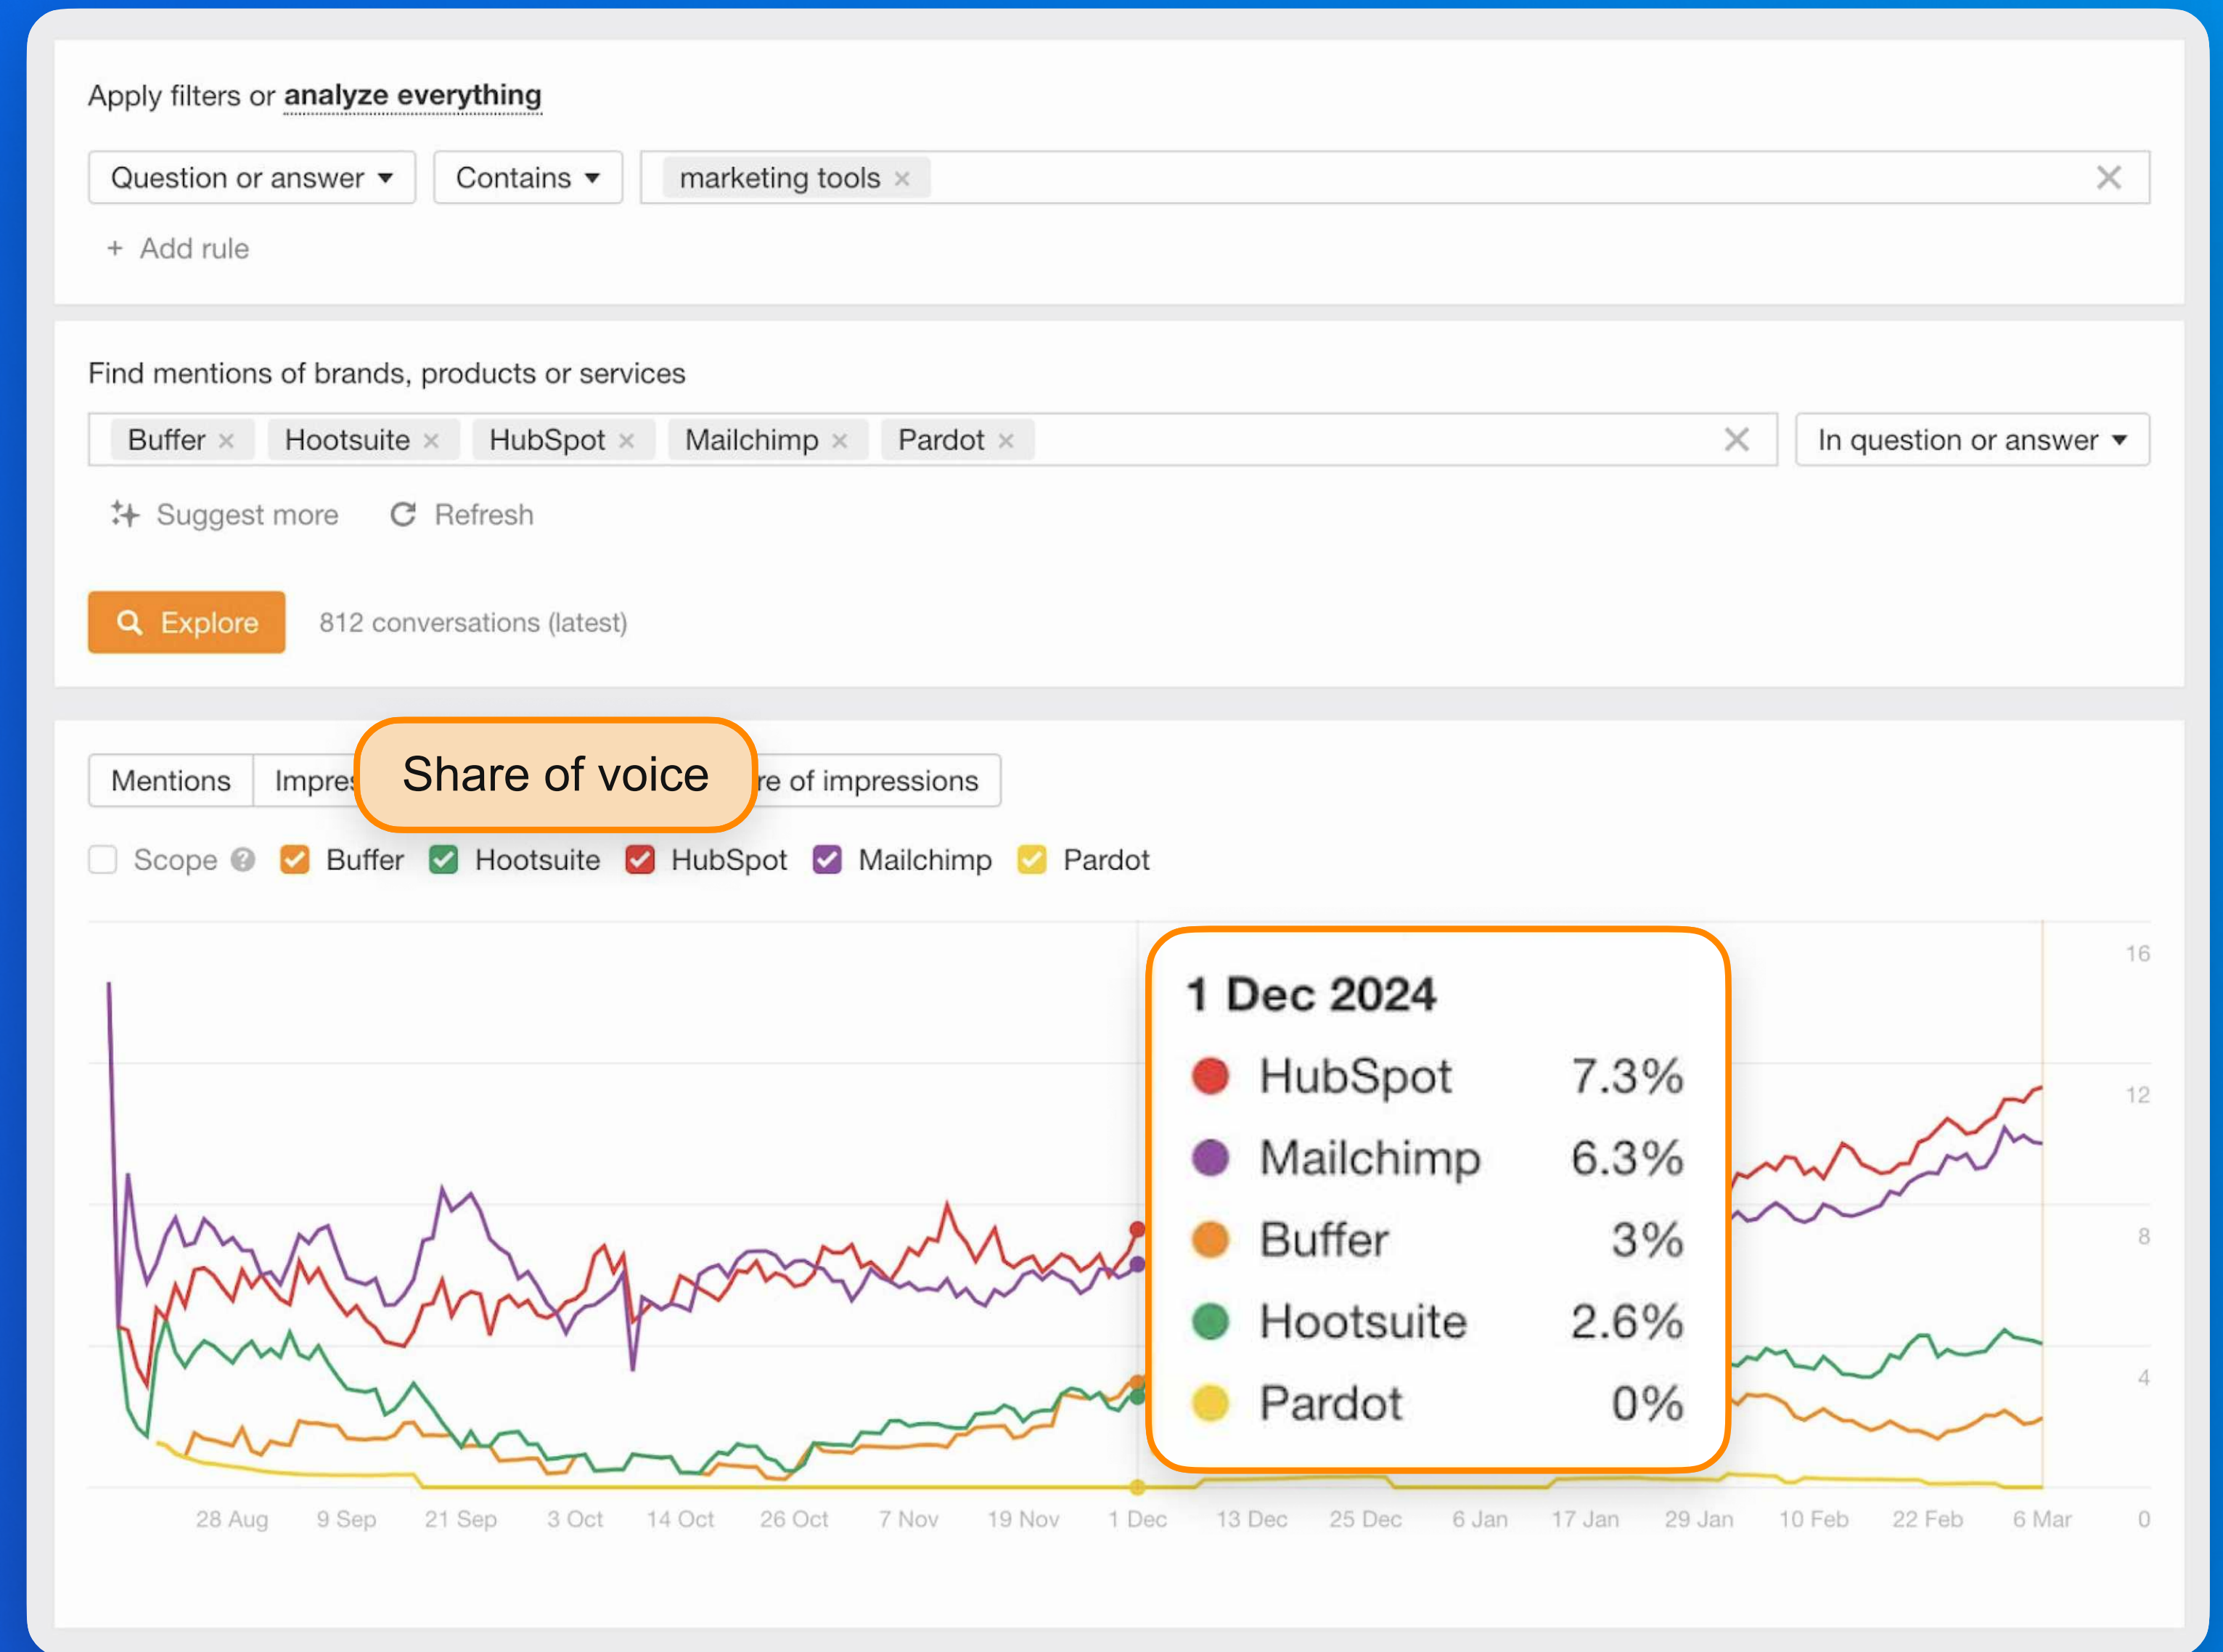 Apply filters or analyze everything
Question or answer Contains marketing tools
+ Add rule
Find mentions of brands, products or services
Buffer Hootsuite HubSpot Mailchimp Pardot In question or answer
Suggest more Refresh
Explore 812 conversations (latest)
Mentions Share of voice of impressions
Scope Buffer Hootsuite HubSpot Mailchimp Pardot
16
1 Dec 2024
HubSpot 7.3%
12
Mailchimp 6.3%
Buffer 3%
8
Hootsuite 2.6%
4
Pardot 0%
28 Aug 9 Sep 21 Sep 3 Oct 14 Oct 26 Oct 7 Nov 19 Nov 1 Dec 13 Dec 25 Dec 6 Jan 17 Jan 29 Jan 10 Feb 22 Feb 6 Mar 0